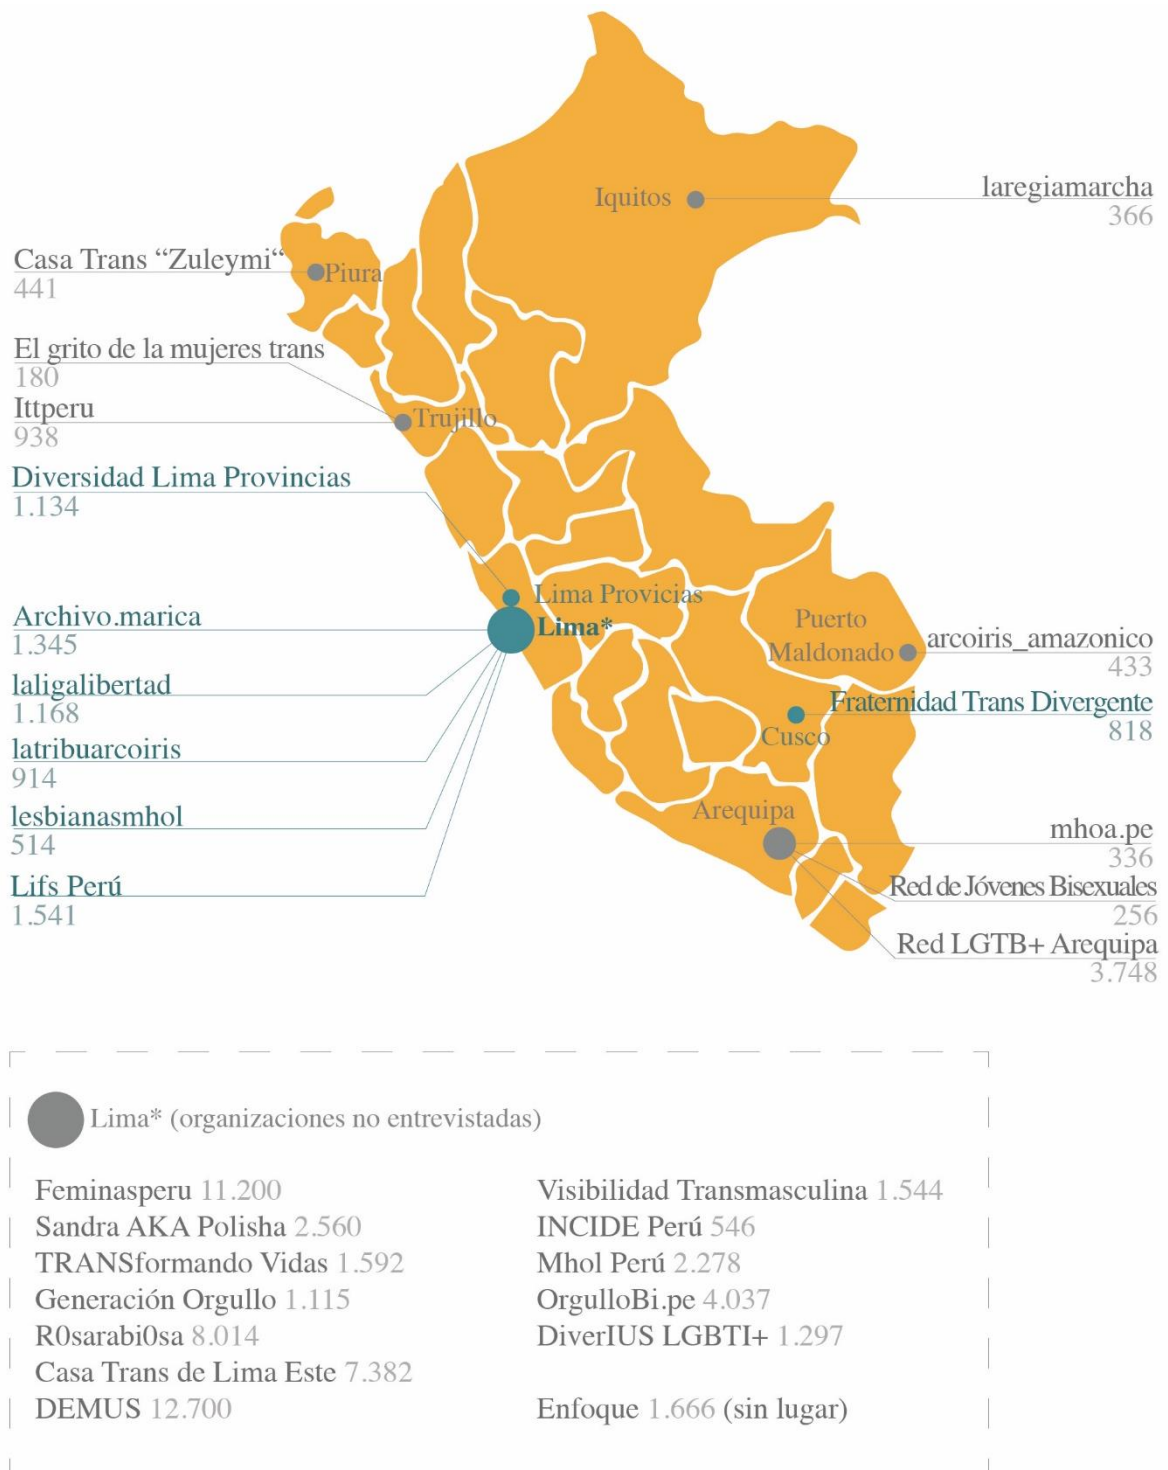 Iquitos
laregiamarcha
366
Casa Trans “Zuleymi“
441
Piura
El grito de la mujeres trans
180
Ittperu
938
Trujillo
Diversidad Lima Provincias
1.134
Lima Provicias
Lima*
Archivo.marica
1.345
laligalibertad
1.168
latribuarcoiris
914
lesbianasmhol
514
Lifs Perú
1.541
Puerto
Maldonado
arcoiris_amazonico
433
Fraternidad Trans Divergente
818
Cusco
Arequipa
mhoa.pe
336
Red de Jóvenes Bisexuales
256
Red LGTB+ Arequipa
3.748
Lima* (organizaciones no entrevistadas)
Feminasperu 11.200
Sandra AKA Polisha 2.560
TRANSformando Vidas 1.592
Generación Orgullo 1.115
R0sarabi0sa 8.014
Casa Trans de Lima Este 7.382
DEMUS 12.700
Visibilidad Transmasculina 1.544
INCIDE Perú 546
Mhol Perú 2.278
OrgulloBi.pe 4.037
DiverIUS LGBTI+ 1.297
Enfoque 1.666 (sin lugar)